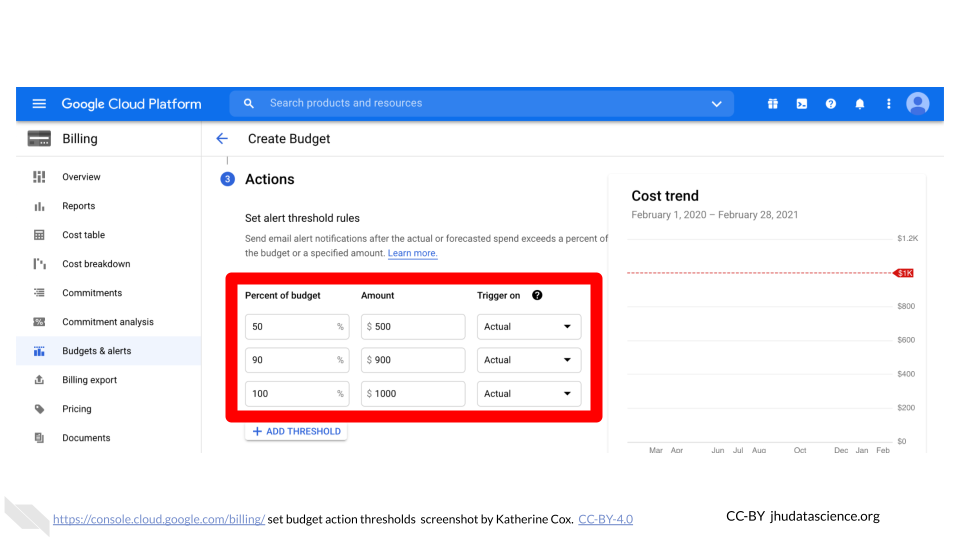 Google Cloud Platform
Search products and resources
Billing
Create Budget
Overview
Reports
Cost table
Cost breakdown
Commitments
Commitment analysis
Budgets & alerts
Billing export
Pricing
Documents
3 Actions
Set alert threshold rules
Send email alert notifications after the actual or forecasted spend exceeds a percent of
the budget or a specified amount. Learn more.
Percent of budget Amount Trigger on ?
50 % $ 500 Actual
90 % $ 900 Actual
100 % $ 1000 Actual
+ ADD THRESHOLD
Cost trend
February 1, 2020 – February 28, 2021
$1.2K
$1K
$800
$600
$400
$200
$0
Mar Apr Jun Jul Aug Oct Dec Jan Feb
https://console.cloud.google.com/billing/ set budget action thresholds screenshot by Katherine Cox. CC-BY-4.0
CC-BY jhudatascience.org